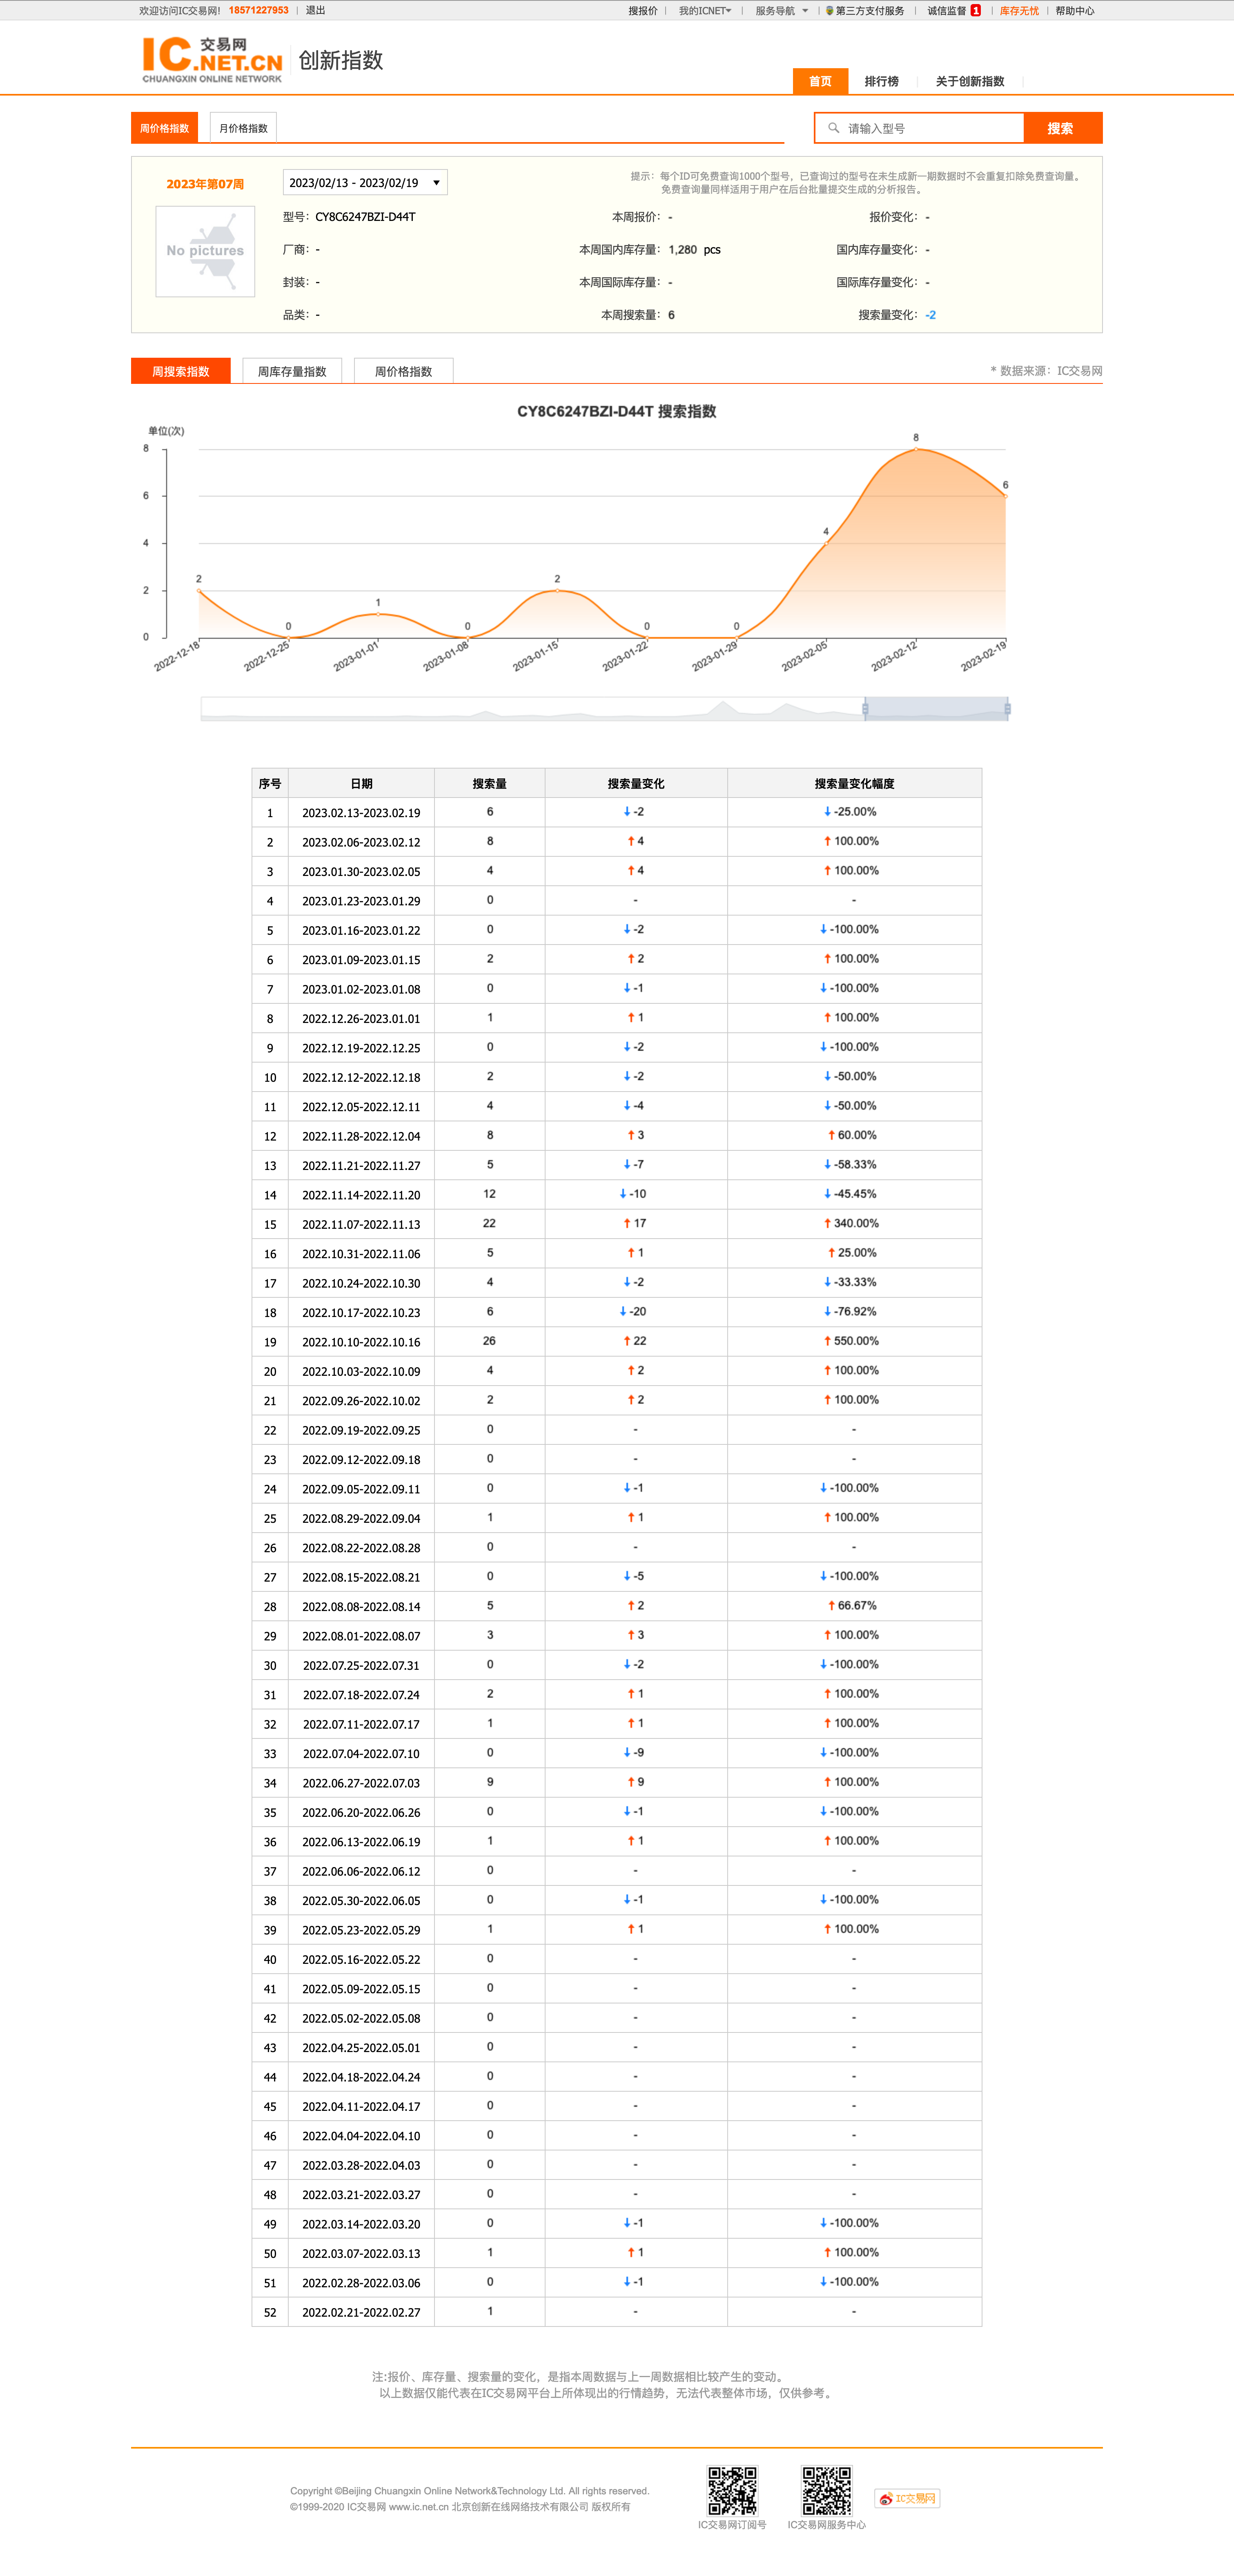 欢迎访问IC交易网! 18571227953 | 退出 搜报价 | 我的ICNET | 服务导航 | 第三方支付服务 | 诚信监督 1 | 库存无忧 | 帮助中心
IC 交易网 .NET.CN
CHUANGXIN ONLINE NETWORK
创新指数
首页 排行榜 关于创新指数
周价格指数 月价格指数 请输入型号 搜索
2023年第07周 2023/02/13 - 2023/02/19
提示：每个ID可免费查询1000个型号，已查询过的型号在未生成新一期数据时不会重复扣除免费查询量。
免费查询量同样适用于用户在后台批量提交生成的分析报告。
No pictures
型号：CY8C6247BZI-D44T 本周报价：- 报价变化：-
厂商：- 本周国内库存量：1,280 pcs 国内库存量变化：-
封装：- 本周国际库存量：- 国际库存量变化：-
品类：- 本周搜索量：6 搜索量变化：-2
周搜索指数 周库存量指数 周价格指数 * 数据来源：IC交易网
CY8C6247BZI-D44T 搜索指数
单位(次)
8
6
4
2
0
2 0 1 0 2 0 0 4 8 6
2022-12-18 2022-12-25 2023-01-01 2023-01-08 2023-01-15 2023-01-22 2023-01-29 2023-02-05 2023-02-12 2023-02-19
序号 日期 搜索量 搜索量变化 搜索量变化幅度
1 2023.02.13-2023.02.19 6 ↓-2 ↓-25.00%
2 2023.02.06-2023.02.12 8 ↑4 ↑100.00%
3 2023.01.30-2023.02.05 4 ↑4 ↑100.00%
4 2023.01.23-2023.01.29 0 - -
5 2023.01.16-2023.01.22 0 ↓-2 ↓-100.00%
6 2023.01.09-2023.01.15 2 ↑2 ↑100.00%
7 2023.01.02-2023.01.08 0 ↓-1 ↓-100.00%
8 2022.12.26-2023.01.01 1 ↑1 ↑100.00%
9 2022.12.19-2022.12.25 0 ↓-2 ↓-100.00%
10 2022.12.12-2022.12.18 2 ↓-2 ↓-50.00%
11 2022.12.05-2022.12.11 4 ↓-4 ↓-50.00%
12 2022.11.28-2022.12.04 8 ↑3 ↑60.00%
13 2022.11.21-2022.11.27 5 ↓-7 ↓-58.33%
14 2022.11.14-2022.11.20 12 ↓-10 ↓-45.45%
15 2022.11.07-2022.11.13 22 ↑17 ↑340.00%
16 2022.10.31-2022.11.06 5 ↑1 ↑25.00%
17 2022.10.24-2022.10.30 4 ↓-2 ↓-33.33%
18 2022.10.17-2022.10.23 6 ↓-20 ↓-76.92%
19 2022.10.10-2022.10.16 26 ↑22 ↑550.00%
20 2022.10.03-2022.10.09 4 ↑2 ↑100.00%
21 2022.09.26-2022.10.02 2 ↑2 ↑100.00%
22 2022.09.19-2022.09.25 0 - -
23 2022.09.12-2022.09.18 0 - -
24 2022.09.05-2022.09.11 0 ↓-1 ↓-100.00%
25 2022.08.29-2022.09.04 1 ↑1 ↑100.00%
26 2022.08.22-2022.08.28 0 - -
27 2022.08.15-2022.08.21 0 ↓-5 ↓-100.00%
28 2022.08.08-2022.08.14 5 ↑2 ↑66.67%
29 2022.08.01-2022.08.07 3 ↑3 ↑100.00%
30 2022.07.25-2022.07.31 0 ↓-2 ↓-100.00%
31 2022.07.18-2022.07.24 2 ↑1 ↑100.00%
32 2022.07.11-2022.07.17 1 ↑1 ↑100.00%
33 2022.07.04-2022.07.10 0 ↓-9 ↓-100.00%
34 2022.06.27-2022.07.03 9 ↑9 ↑100.00%
35 2022.06.20-2022.06.26 0 ↓-1 ↓-100.00%
36 2022.06.13-2022.06.19 1 ↑1 ↑100.00%
37 2022.06.06-2022.06.12 0 - -
38 2022.05.30-2022.06.05 0 ↓-1 ↓-100.00%
39 2022.05.23-2022.05.29 1 ↑1 ↑100.00%
40 2022.05.16-2022.05.22 0 - -
41 2022.05.09-2022.05.15 0 - -
42 2022.05.02-2022.05.08 0 - -
43 2022.04.25-2022.05.01 0 - -
44 2022.04.18-2022.04.24 0 - -
45 2022.04.11-2022.04.17 0 - -
46 2022.04.04-2022.04.10 0 - -
47 2022.03.28-2022.04.03 0 - -
48 2022.03.21-2022.03.27 0 - -
49 2022.03.14-2022.03.20 0 ↓-1 ↓-100.00%
50 2022.03.07-2022.03.13 1 ↑1 ↑100.00%
51 2022.02.28-2022.03.06 0 ↓-1 ↓-100.00%
52 2022.02.21-2022.02.27 1 - -
注:报价、库存量、搜索量的变化，是指本周数据与上一周数据相比较产生的变动。
以上数据仅能代表在IC交易网平台上所体现出的行情趋势，无法代表整体市场，仅供参考。
Copyright ©Beijing Chuangxin Online Network&Technology Ltd. All rights reserved.
©1999-2020 IC交易网 www.ic.net.cn 北京创新在线网络技术有限公司 版权所有
IC交易网订阅号 IC交易网服务中心 IC交易网